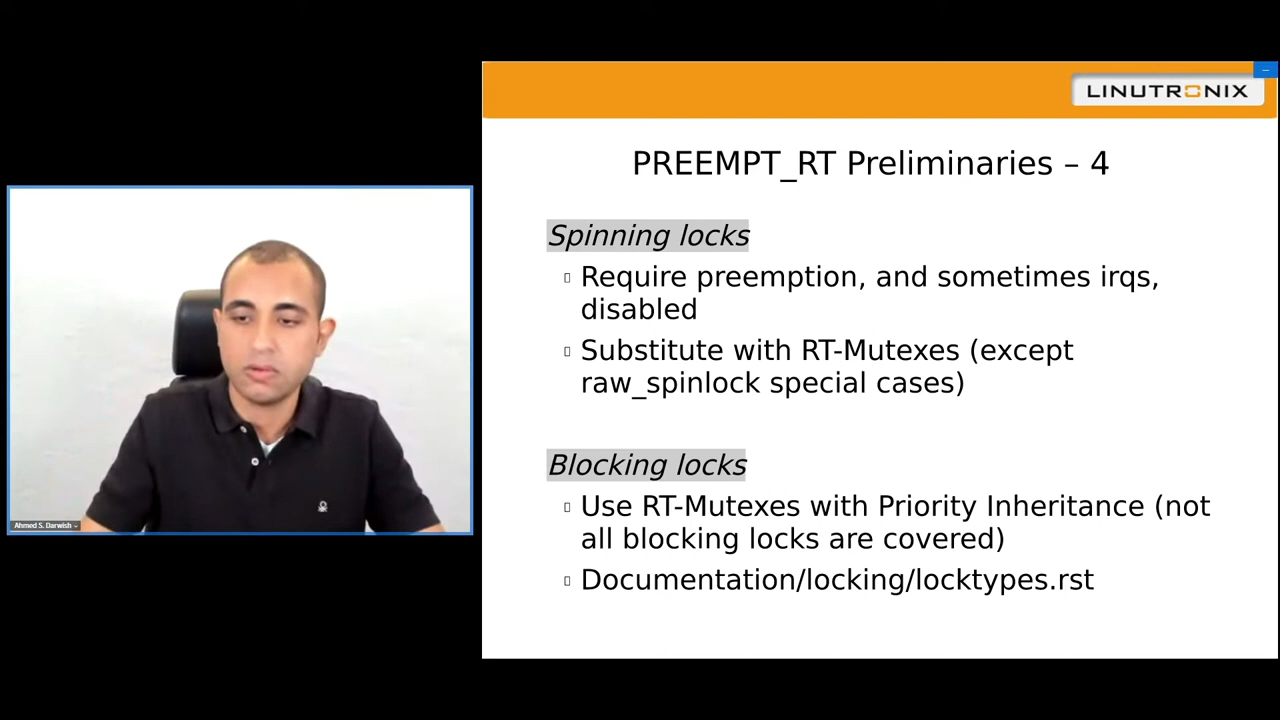 LINUTRONIX
PREEMPT_RT Preliminaries – 4
Spinning locks
Require preemption, and sometimes irqs,
disabled
Substitute with RT-Mutexes (except
raw_spinlock special cases)
Blocking locks
Use RT-Mutexes with Priority Inheritance (not
all blocking locks are covered)
Documentation/locking/locktypes.rst
Ahmed S. Darwish